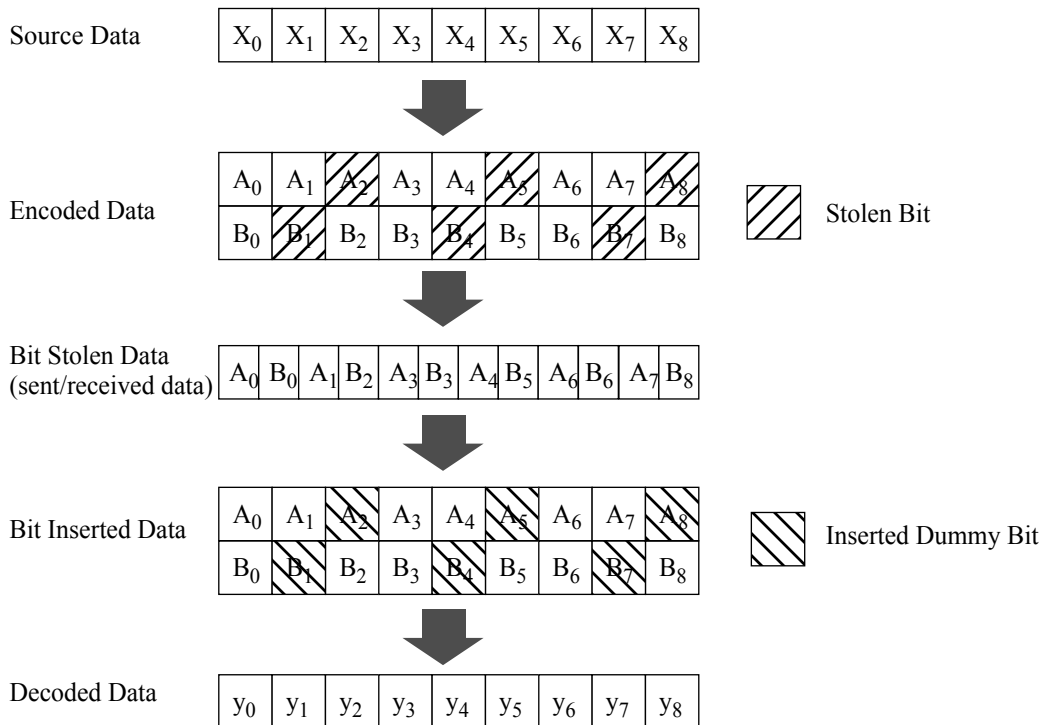 Source Data X₀ X₁ X₂ X₃ X₄ X₅ X₆ X₇ X₈
A₀ A₁ A₂ A₃ A₄ A₅ A₆ A₇ A₈
Encoded Data
B₀ B₁ B₂ B₃ B₄ B₅ B₆ B₇ B₈
Stolen Bit
Bit Stolen Data
(sent/received data)
A₀ B₀ A₁ B₂ A₃ B₃ A₄ B₅ A₆ B₆ A₇ B₈
A₀ A₁ A₂ A₃ A₄ A₅ A₆ A₇ A₈
Bit Inserted Data
B₀ B₁ B₂ B₃ B₄ B₅ B₆ B₇ B₈
Inserted Dummy Bit
Decoded Data y₀ y₁ y₂ y₃ y₄ y₅ y₆ y₇ y₈